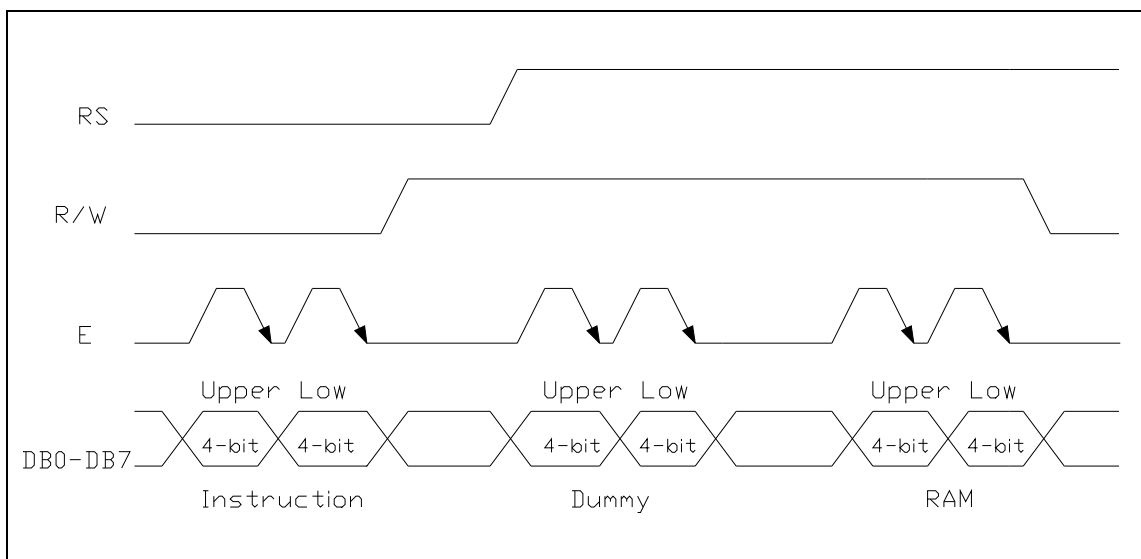 RS
R/W
E
Upper Low Upper Low Upper Low
DB0-DB7 4-bit 4-bit 4-bit 4-bit 4-bit 4-bit
Instruction Dummy RAM